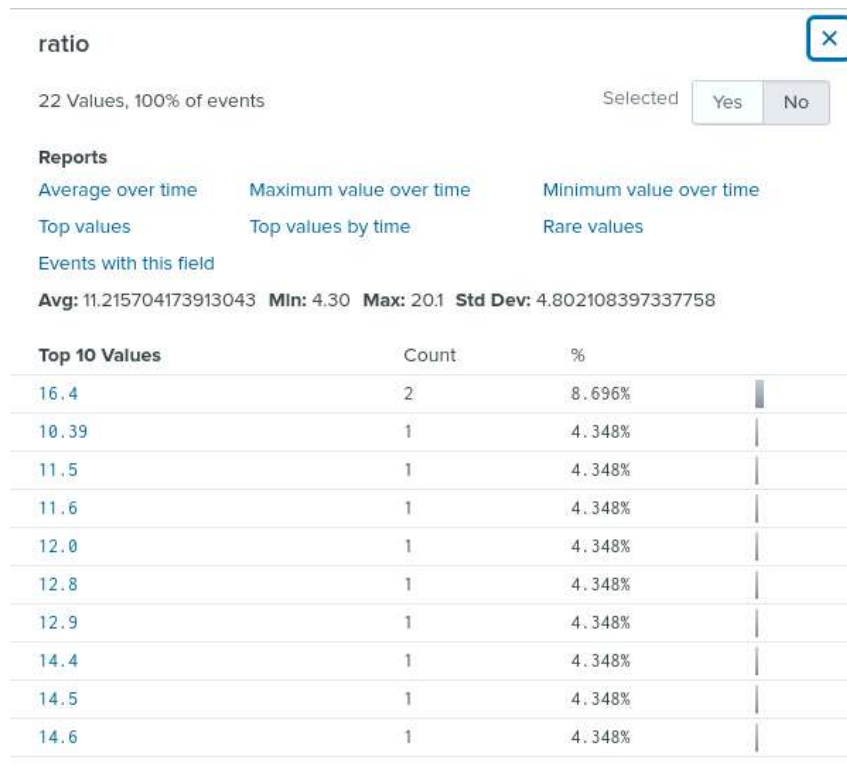 ratio
22 Values, 100% of events Selected Yes No
Reports
Average over time Maximum value over time Minimum value over time
Top values Top values by time Rare values
Events with this field
Avg: 11.215704173913043 Min: 4.30 Max: 20.1 Std Dev: 4.802108397337758
Top 10 Values Count %
16.4 2 8.696%
10.39 1 4.348%
11.5 1 4.348%
11.6 1 4.348%
12.0 1 4.348%
12.8 1 4.348%
12.9 1 4.348%
14.4 1 4.348%
14.5 1 4.348%
14.6 1 4.348%